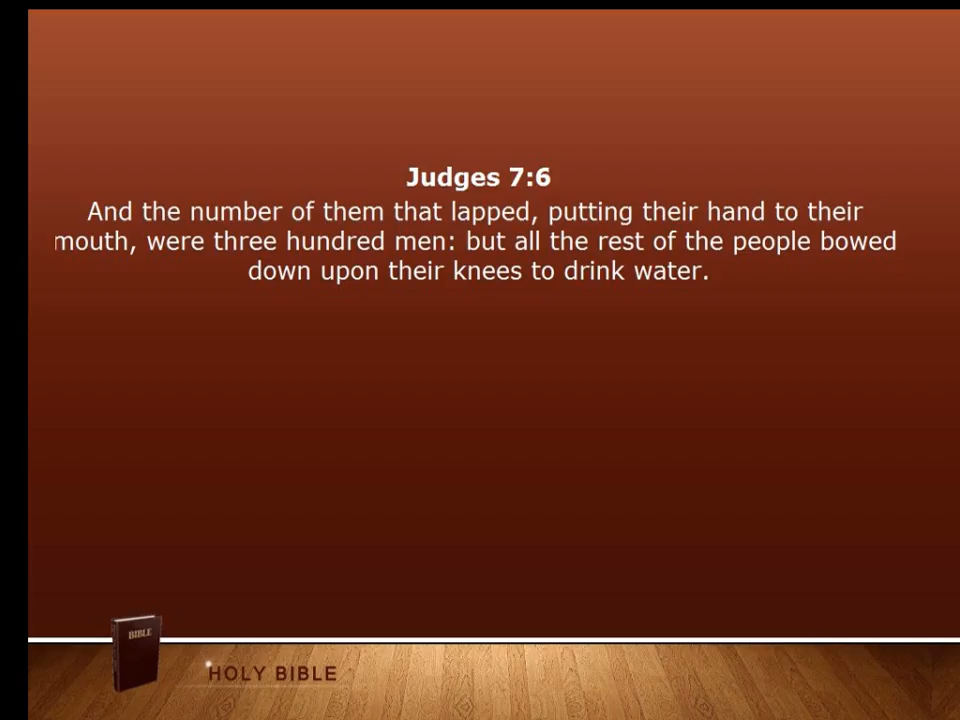 Judges 7:6
And the number of them that lapped, putting their hand to their
mouth, were three hundred men: but all the rest of the people bowed
down upon their knees to drink water.
BIBLE
HOLY BIBLE